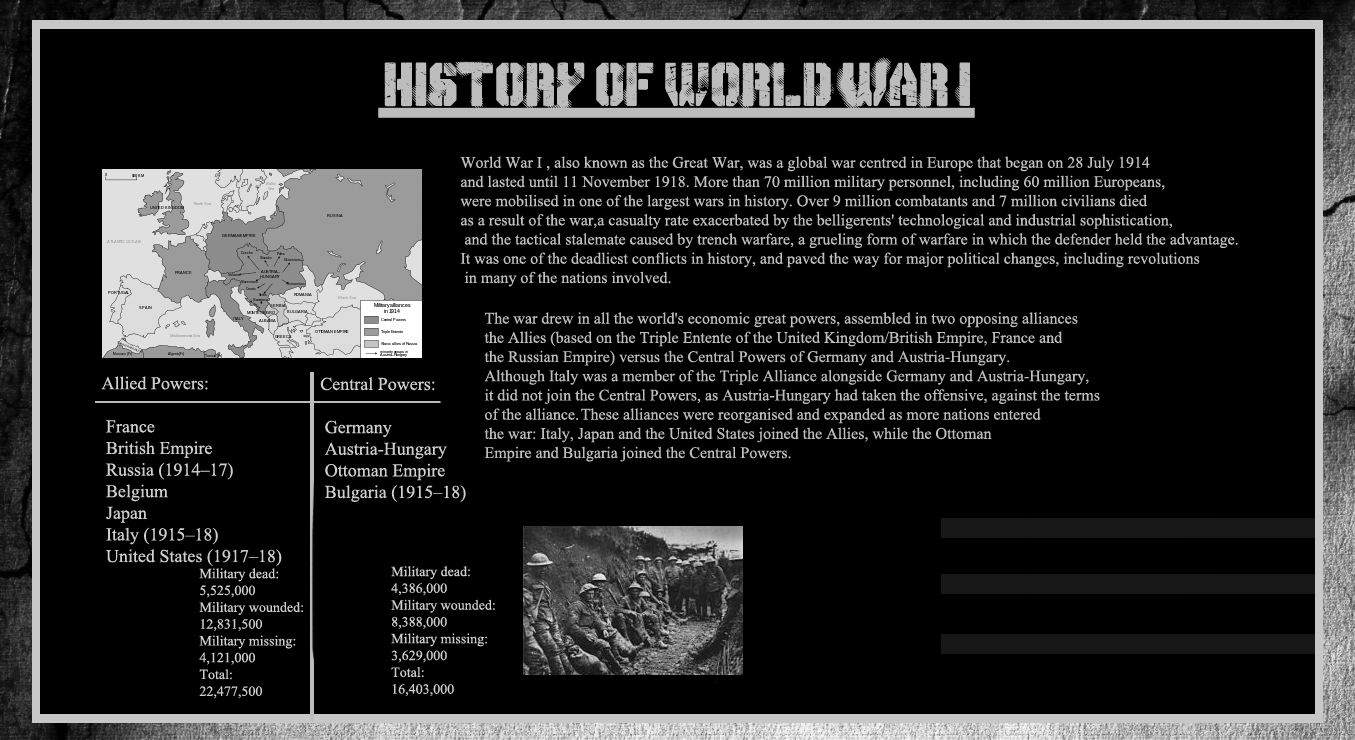 HISTORY OF WORLD WAR I
World War I , also known as the Great War, was a global war centred in Europe that began on 28 July 1914
and lasted until 11 November 1918. More than 70 million military personnel, including 60 million Europeans,
were mobilised in one of the largest wars in history. Over 9 million combatants and 7 million civilians died
as a result of the war,a casualty rate exacerbated by the belligerents' technological and industrial sophistication,
and the tactical stalemate caused by trench warfare, a grueling form of warfare in which the defender held the advantage.
It was one of the deadliest conflicts in history, and paved the way for major political changes, including revolutions
in many of the nations involved.
The war drew in all the world's economic great powers, assembled in two opposing alliances
the Allies (based on the Triple Entente of the United Kingdom/British Empire, France and
the Russian Empire) versus the Central Powers of Germany and Austria-Hungary.
Although Italy was a member of the Triple Alliance alongside Germany and Austria-Hungary,
it did not join the Central Powers, as Austria-Hungary had taken the offensive, against the terms
of the alliance. These alliances were reorganised and expanded as more nations entered
the war: Italy, Japan and the United States joined the Allies, while the Ottoman
Empire and Bulgaria joined the Central Powers.
RUSSIA
UNITED KINGDOM
GERMAN EMPIRE
ATLANTIC OCEAN
FRANCE
AUSTRIA-
HUNGARY
PORTUGAL
SPAIN
ROMANIA
Black Sea
SERBIA
BULGARIA
MONTENEGRO
ITALY
ALBANIA
GREECE
OTTOMAN EMPIRE
Mediterranean Sea
Military alliances
in 1914
Central Powers
Triple Entente
Allied Powers:
France
British Empire
Russia (1914–17)
Belgium
Japan
Italy (1915–18)
United States (1917–18)
Military dead:
5,525,000
Military wounded:
12,831,500
Military missing:
4,121,000
Total:
22,477,500
Central Powers:
Germany
Austria-Hungary
Ottoman Empire
Bulgaria (1915–18)
Military dead:
4,386,000
Military wounded:
8,388,000
Military missing:
3,629,000
Total:
16,403,000